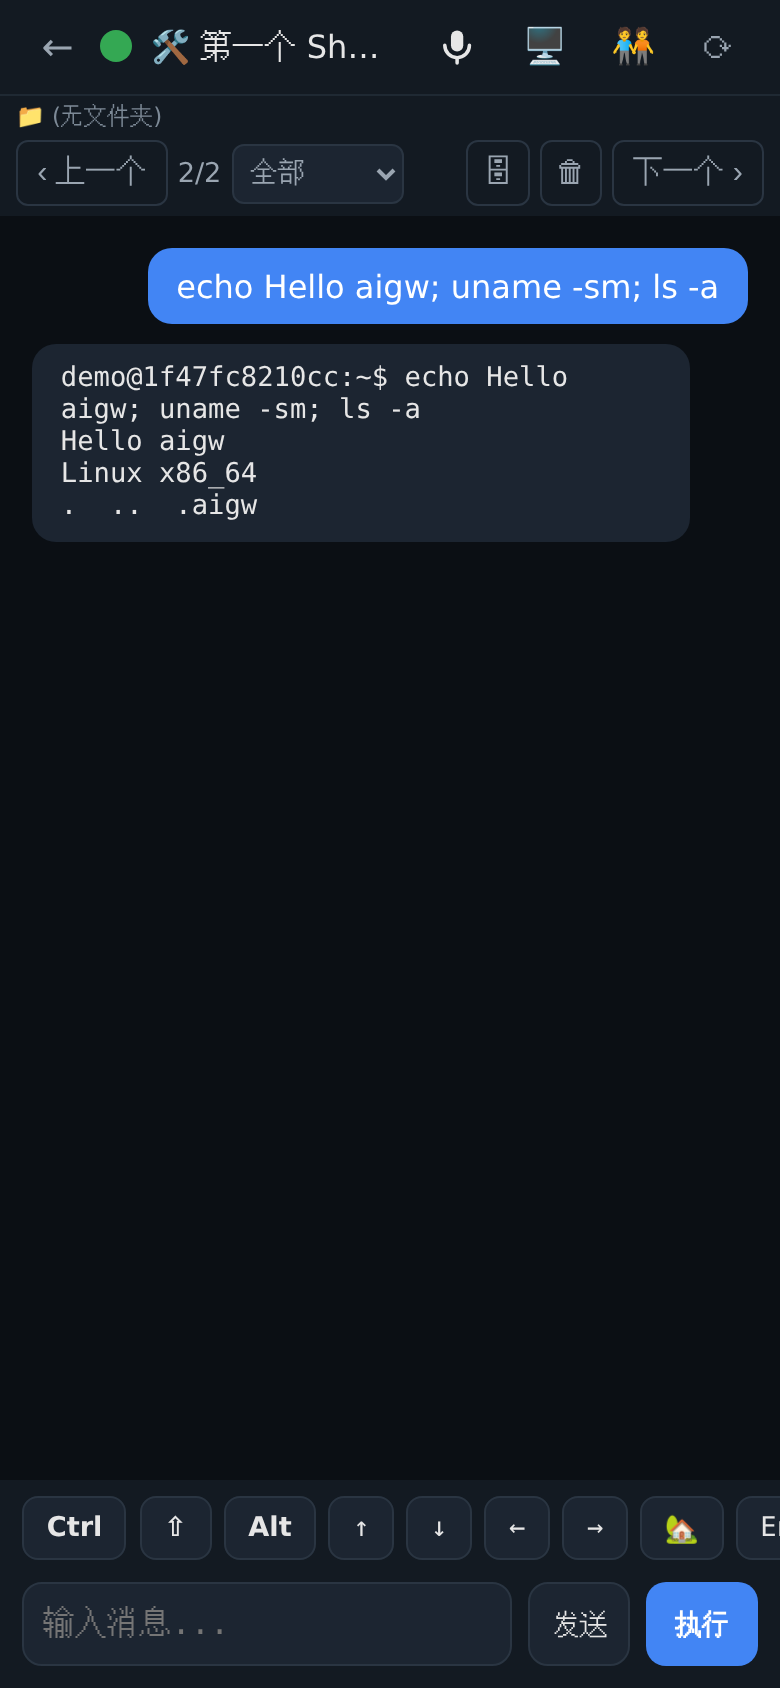 ← 第一个 Sh...
(无文件夹)
‹ 上一个 2/2 全部 下一个 ›
echo Hello aigw; uname -sm; ls -a
demo@1f47fc8210cc:~$ echo Hello
aigw; uname -sm; ls -a
Hello aigw
Linux x86_64
.  ..  .aigw
Ctrl ⇧ Alt ↑ ↓ ← →
输入消息... 发送 执行